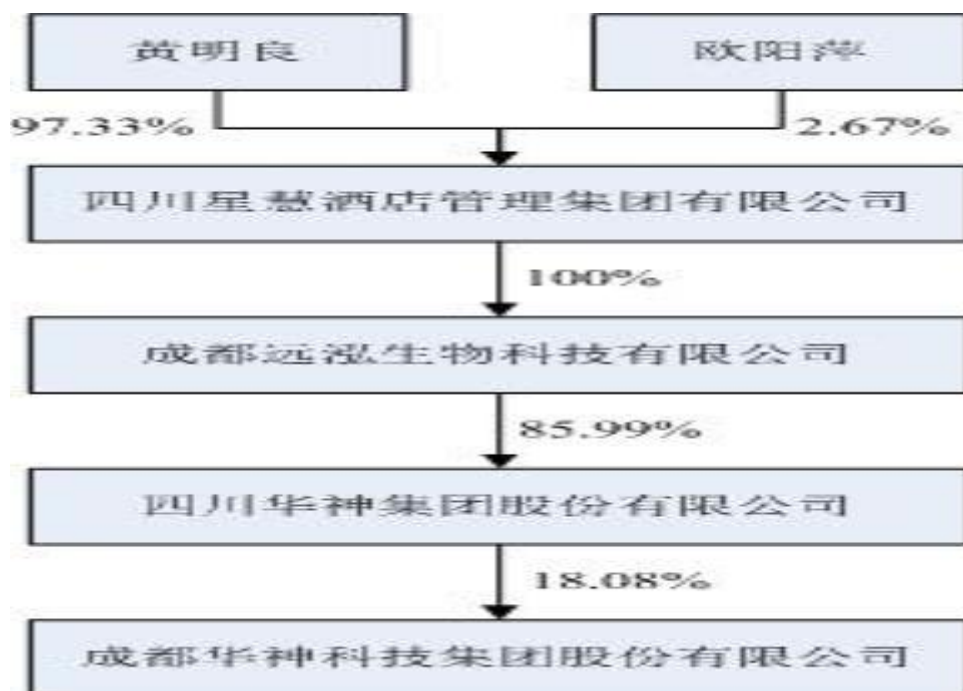 黄明良
欧阳萍
97.33%
2.67%
四川星慧酒店管理集团有限公司
100%
成都远泓生物科技有限公司
85.99%
四川华神集团股份有限公司
18.08%
成都华神科技集团股份有限公司